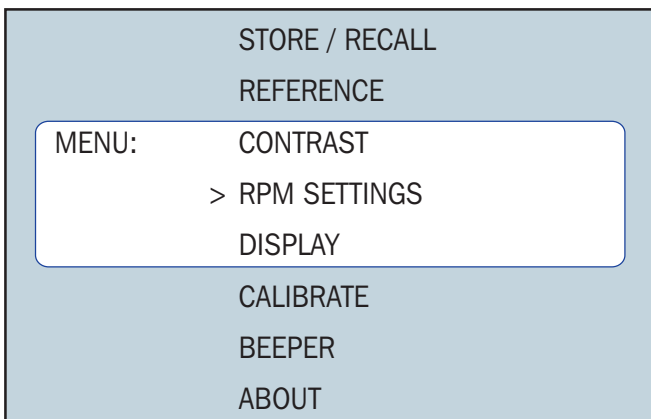 STORE / RECALL
REFERENCE
MENU: CONTRAST
> RPM SETTINGS
DISPLAY
CALIBRATE
BEEPER
ABOUT